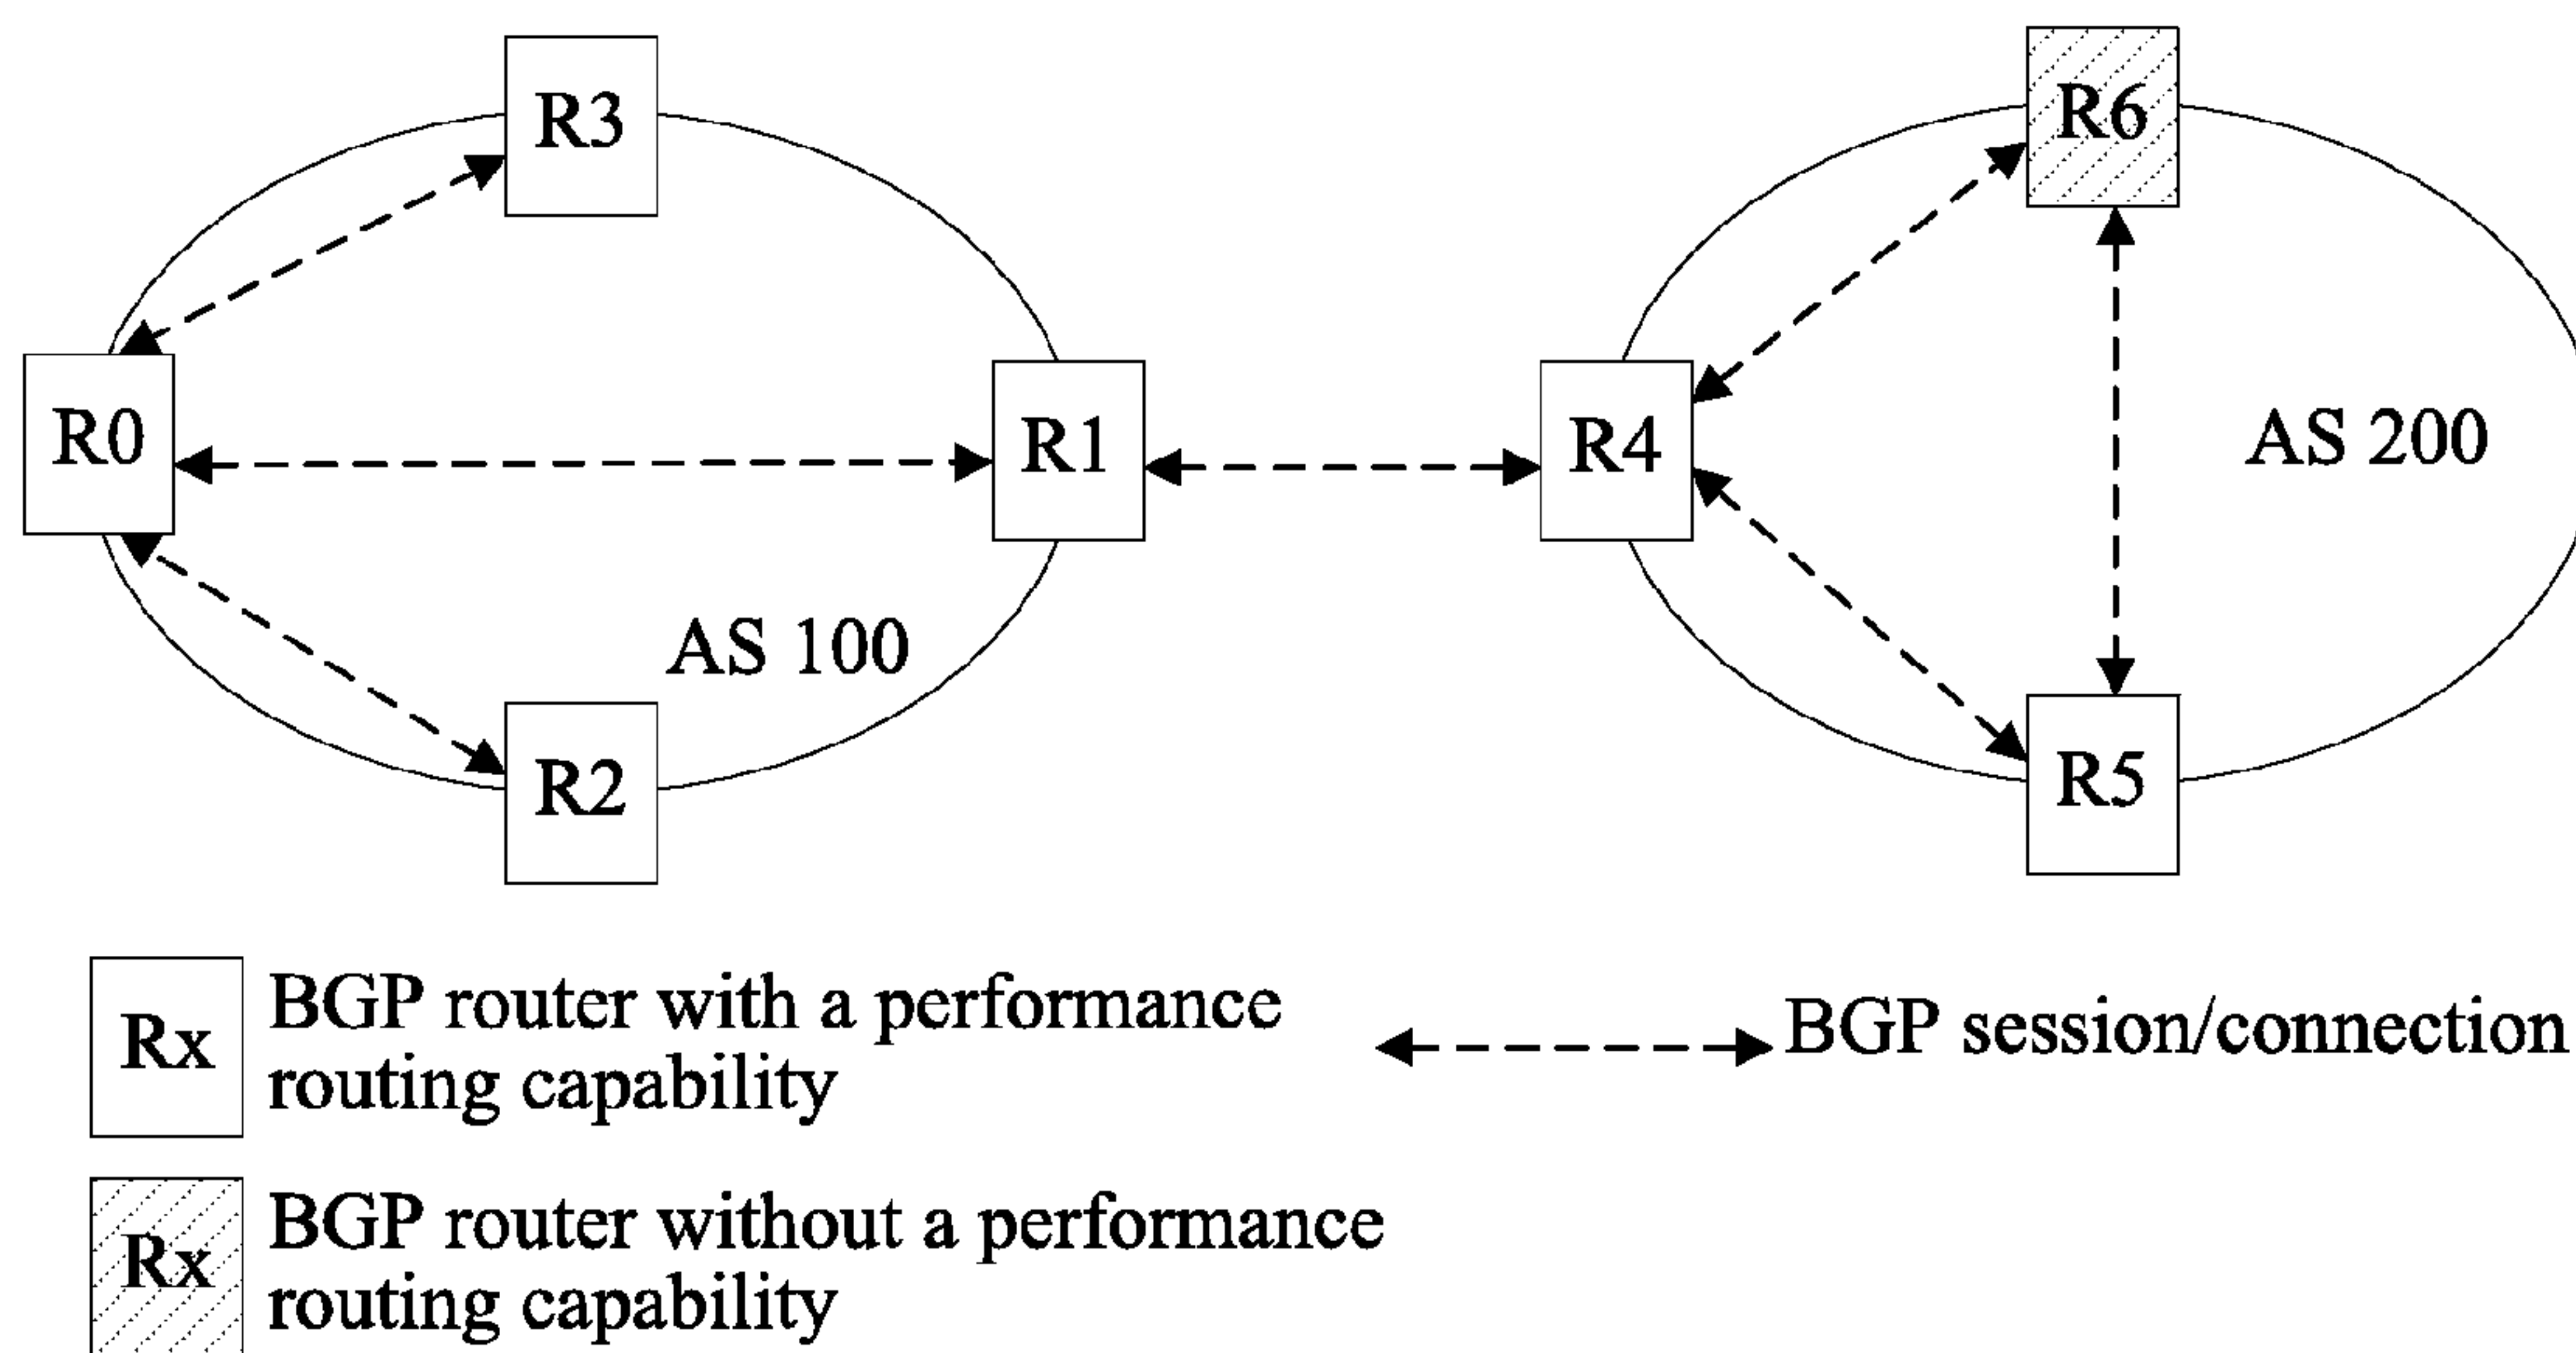 R3
R6
R0
R1
R4
AS 200
AS 100
R2
R5
Rx
BGP router with a performance
routing capability
BGP session/connection
Rx
BGP router without a performance
routing capability